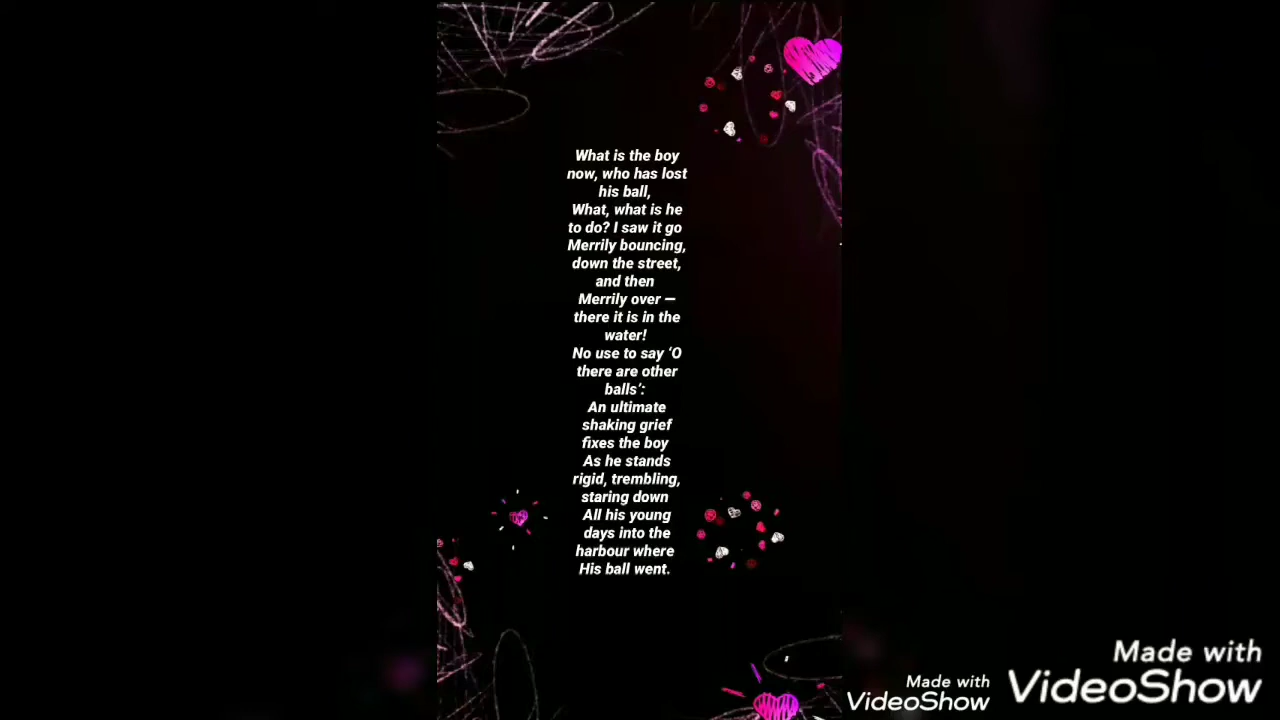 What is the boy
now, who has lost
his ball,
What, what is he
to do? I saw it go
Merrily bouncing,
down the street,
and then
Merrily over —
there it is in the
water!
No use to say ‘O
there are other
balls’:
An ultimate
shaking grief
fixes the boy
As he stands
rigid, trembling,
staring down
All his young
days into the
harbour where
His ball went.
Made with
VideoShow
Made with
VideoShow